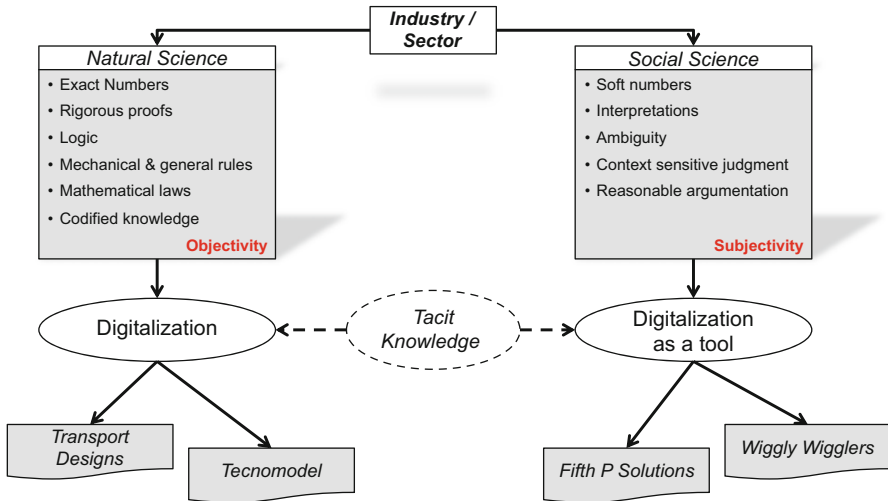 Industry /
Sector
Natural Science
• Exact Numbers
• Rigorous proofs
• Logic
• Mechanical & general rules
• Mathematical laws
• Codified knowledge
Objectivity
Social Science
• Soft numbers
• Interpretations
• Ambiguity
• Context sensitive judgment
• Reasonable argumentation
Subjectivity
Digitalization
Tacit
Knowledge
Digitalization
as a tool
Transport
Designs
Tecnomodel
Fifth P Solutions
Wiggly Wigglers